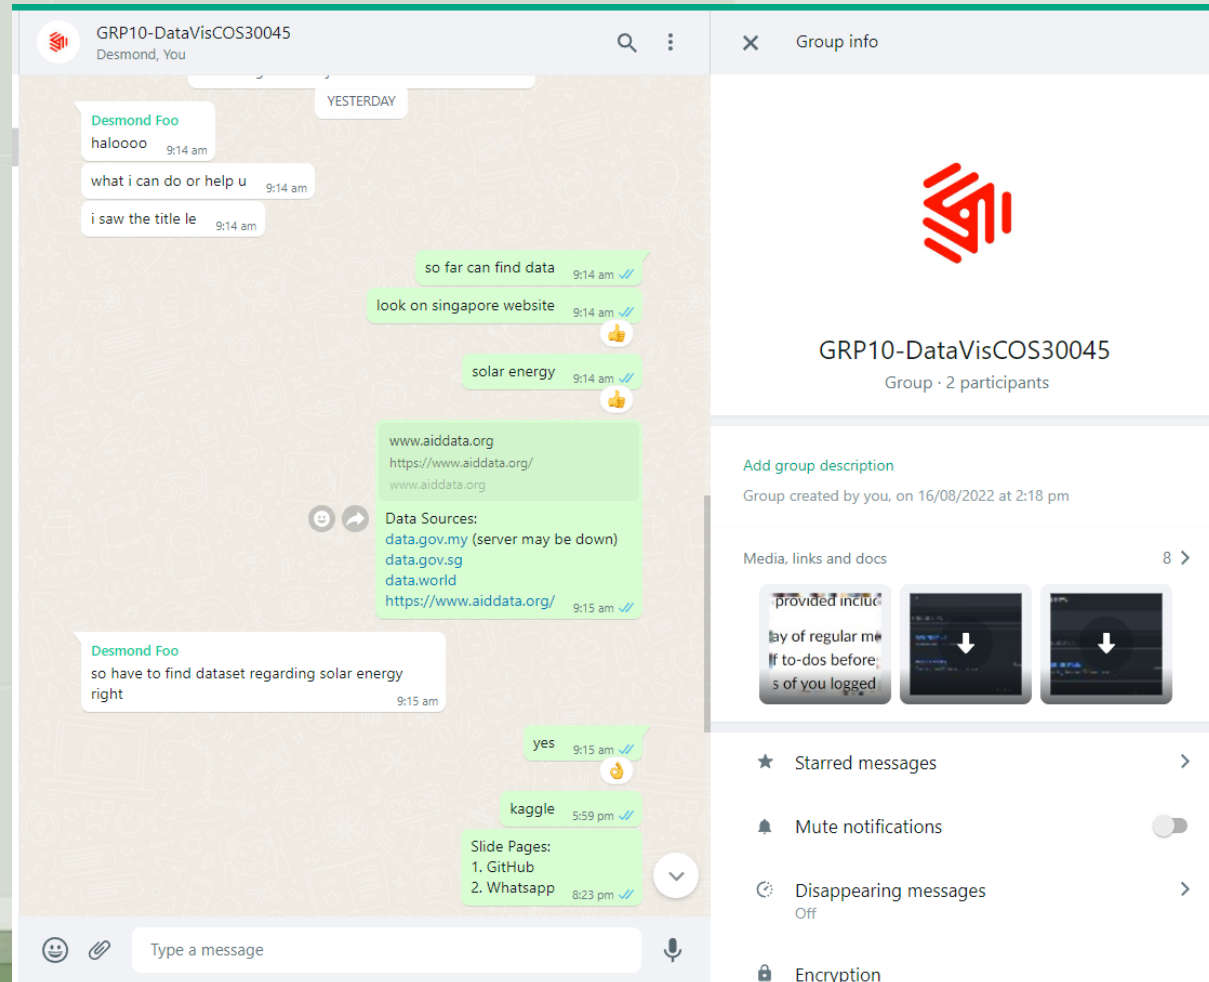 GRP10-DataVisCOS30045
Desmond, You
YESTERDAY
Desmond Foo
haloooo 9:14 am
what i can do or help u 9:14 am
i saw the title le 9:14 am
so far can find data 9:14 am
look on singapore website 9:14 am
solar energy 9:14 am
www.aiddata.org
https://www.aiddata.org/
www.aiddata.org
Data Sources:
data.gov.my (server may be down)
data.gov.sg
data.world
https://www.aiddata.org/ 9:15 am
Desmond Foo
so have to find dataset regarding solar energy
right 9:15 am
yes 9:15 am
kaggle 5:59 pm
Slide Pages:
1. GitHub
2. Whatsapp 8:23 pm
Type a message
Group info
GRP10-DataVisCOS30045
Group · 2 participants
Add group description
Group created by you, on 16/08/2022 at 2:18 pm
Media, links and docs 8
provided includ
ay of regular me
f to-dos before
s of you logged
Starred messages
Mute notifications
Disappearing messages
Off
Encryption